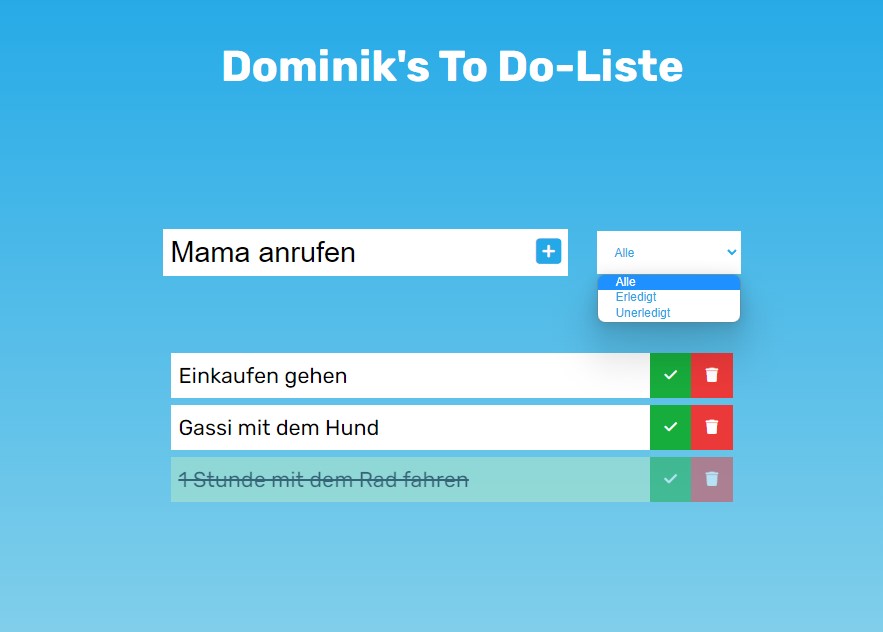 Dominik's To Do-Liste
Mama anrufen
Alle
Alle
Erledigt
Unerledigt
Einkaufen gehen
Gassi mit dem Hund
1 Stunde mit dem Rad fahren